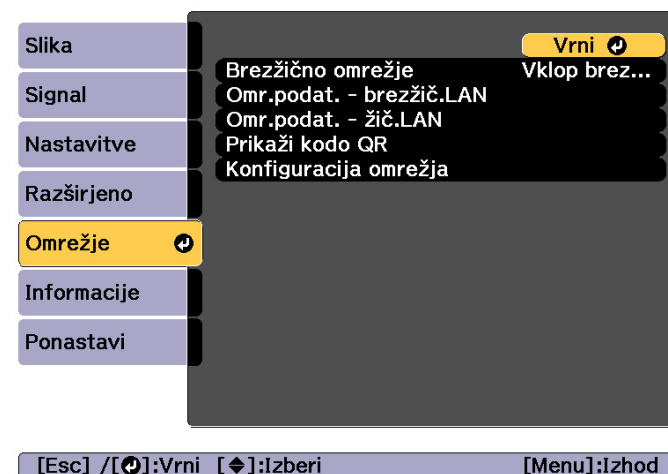 Slika
Signal
Nastavitve
Razširjeno
Omrežje
Informacije
Ponastavi
Vrni
Brezžično omrežje Vklop brez...
Omr.podat. - brezžič.LAN
Omr.podat. - žič.LAN
Prikaži kodo QR
Konfiguracija omrežja
[Esc] /[⏎]:Vrni [◆]:Izberi [Menu]:Izhod